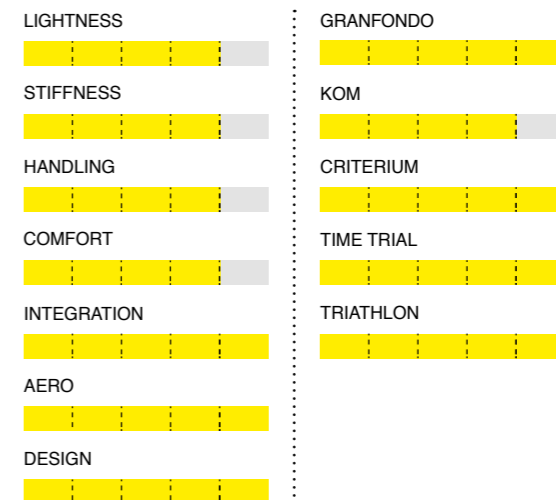 LIGHTNESS
STIFFNESS
HANDLING
COMFORT
INTEGRATION
AERO
DESIGN
GRANFONDO
KOM
CRITERIUM
TIME TRIAL
TRIATHLON